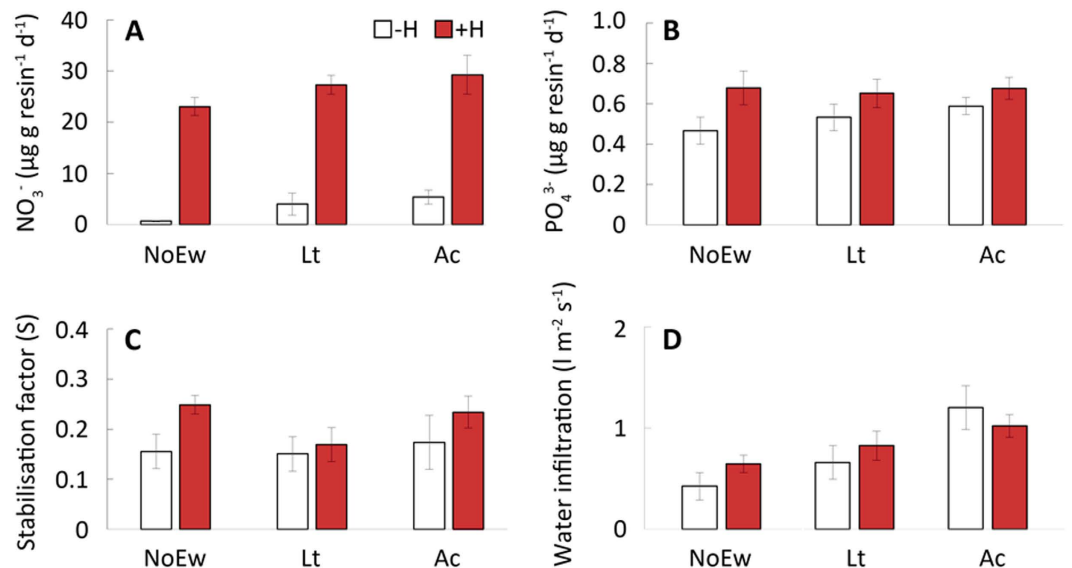 A
-H +H
NO₃⁻ (µg g resin⁻¹ d⁻¹)
40
30
20
10
0
NoEw Lt Ac
B
PO₄³⁻ (µg g resin⁻¹ d⁻¹)
1.0
0.8
0.6
0.4
0.2
0
NoEw Lt Ac
C
Stabilisation factor (S)
0.4
0.3
0.2
0.1
0
NoEw Lt Ac
D
Water infiltration (l m⁻² s⁻¹)
2
1
0
NoEw Lt Ac